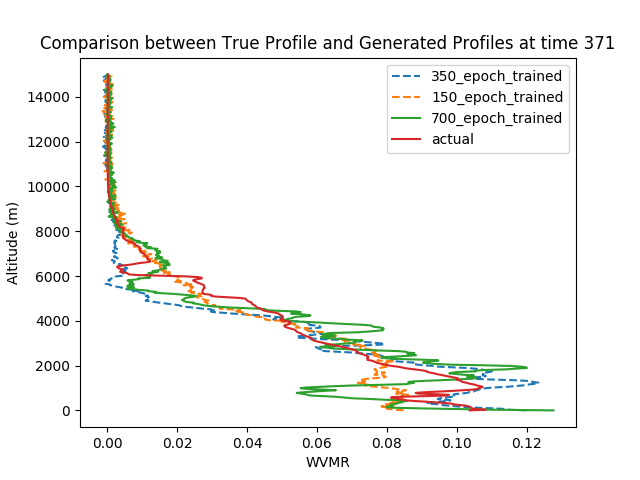 Comparison between True Profile and Generated Profiles at time 371
350_epoch_trained
150_epoch_trained
700_epoch_trained
actual
Altitude (m)
14000
12000
10000
8000
6000
4000
2000
0
0.00 0.02 0.04 0.06 0.08 0.10 0.12
WVMR